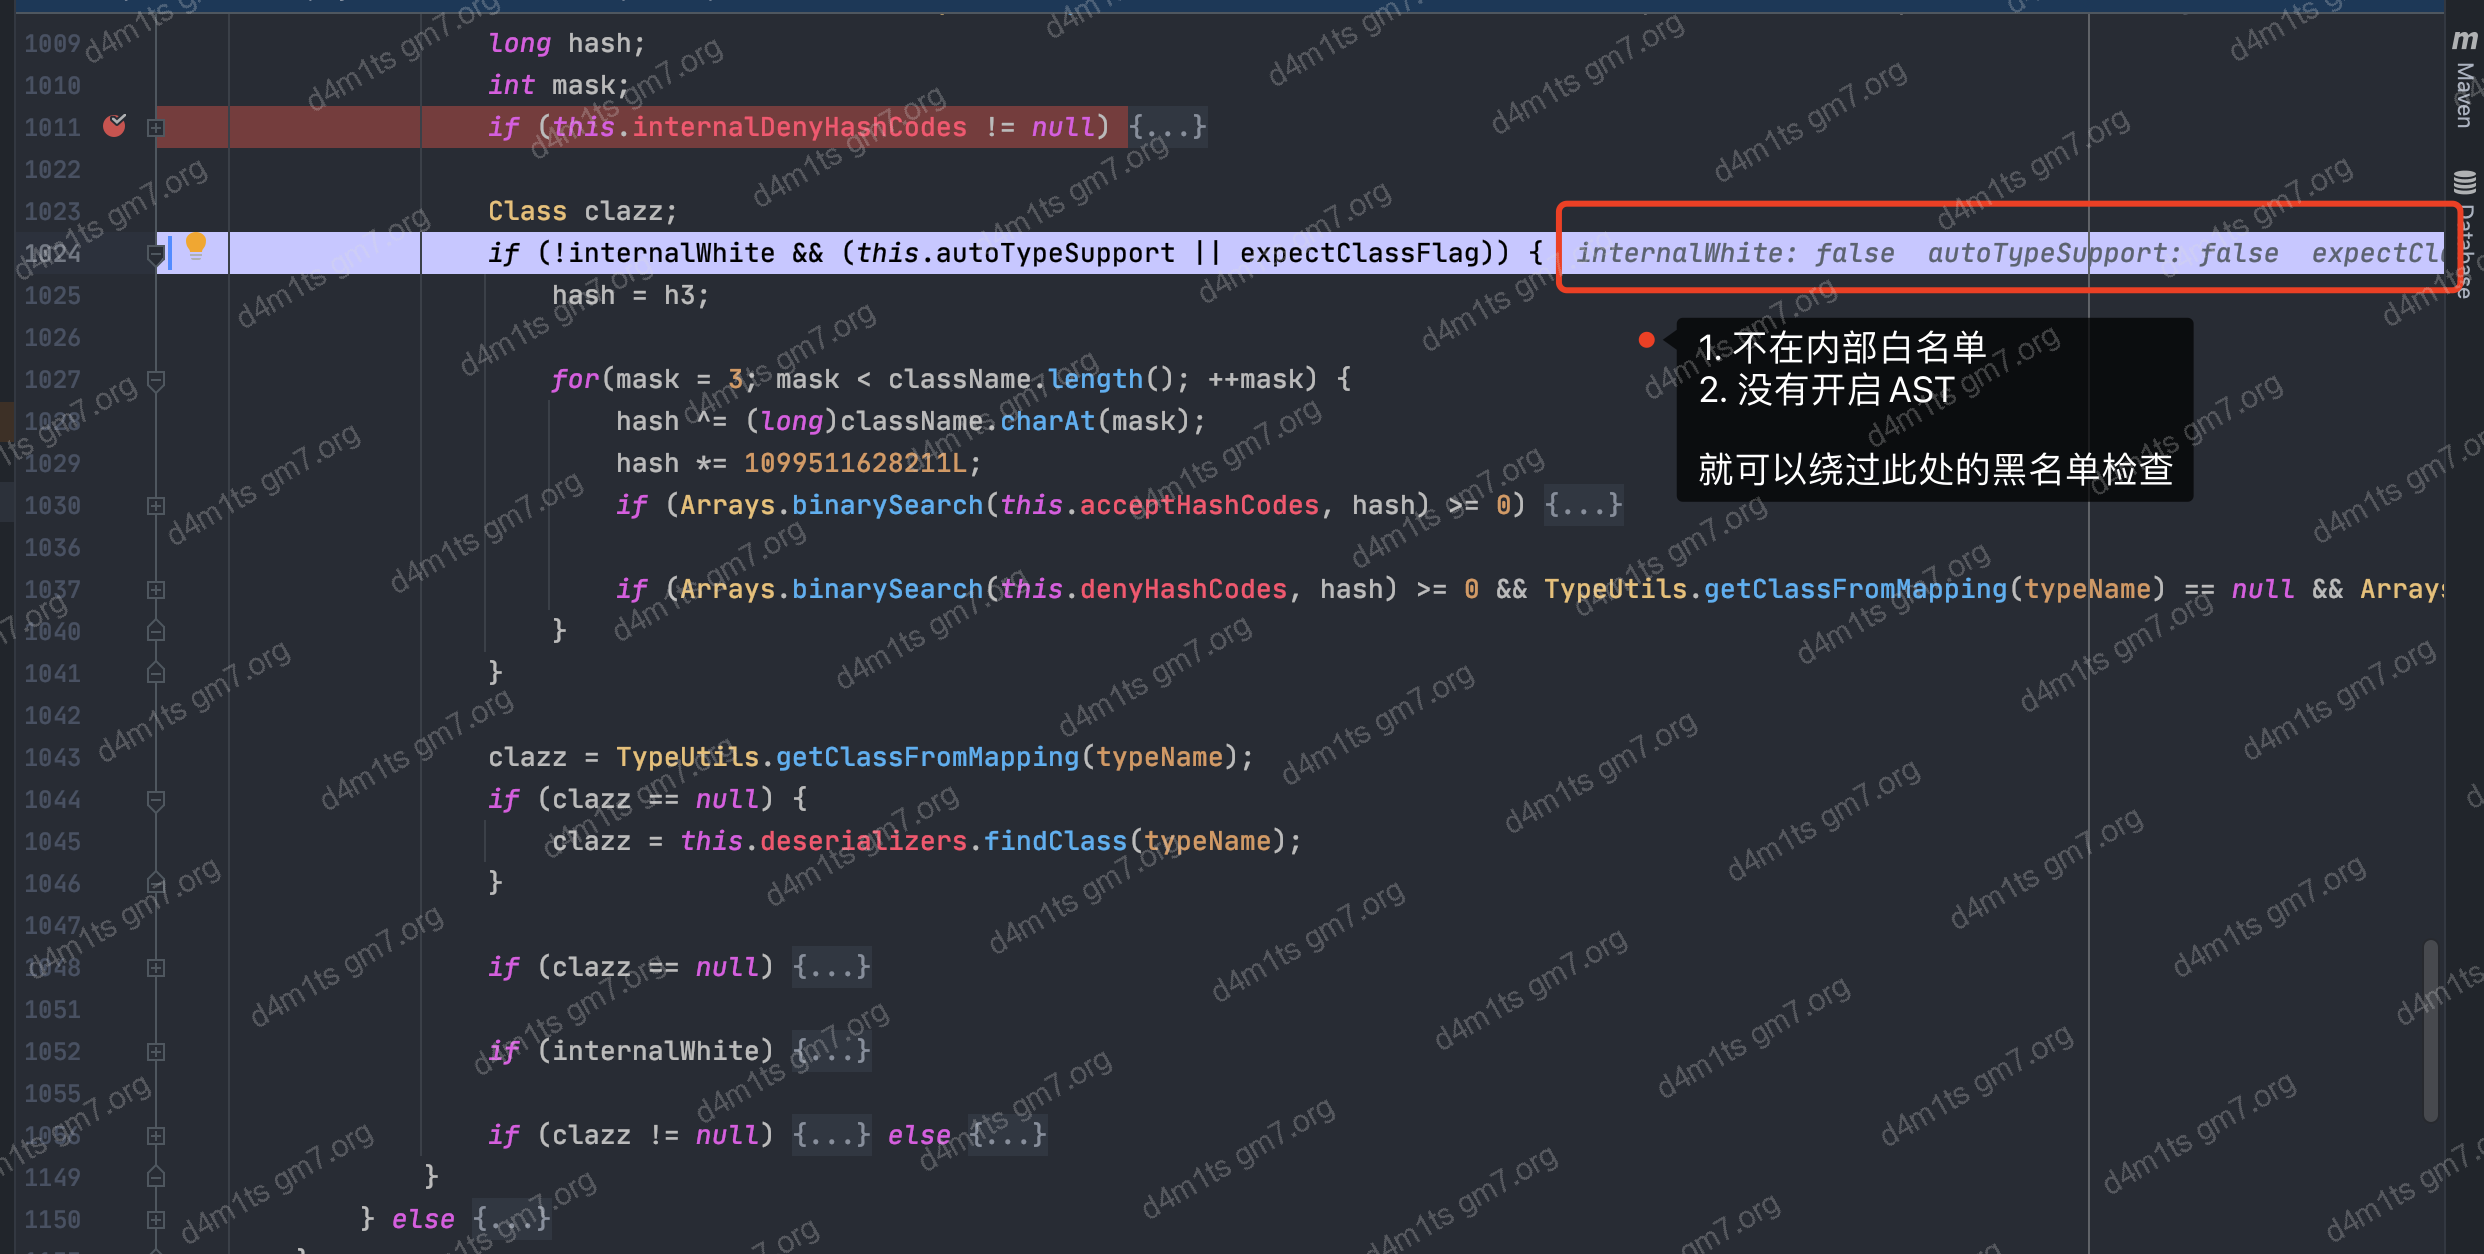 1009 long hash;
1010 int mask;
1011 if (this.internalDenyHashCodes != null) {...}
1022
1023 Class clazz;
1024 if (!internalWhite && (this.autoTypeSupport || expectClassFlag)) { internalWhite: false autoTypeSupport: false expectCl
1025 hash = h3;
1026
1027 for(mask = 3; mask < className.length(); ++mask) {
1028 hash ^= (long)className.charAt(mask);
1029 hash *= 1099511628211L;
1030 if (Arrays.binarySearch(this.acceptHashCodes, hash) >= 0) {...}
1036
1037 if (Arrays.binarySearch(this.denyHashCodes, hash) >= 0 && TypeUtils.getClassFromMapping(typeName) == null && Arrays
1040 }
1041 }
1042
1043 clazz = TypeUtils.getClassFromMapping(typeName);
1044 if (clazz == null) {
1045 clazz = this.deserializers.findClass(typeName);
1046 }
1047
1048 if (clazz == null) {...}
1051
1052 if (internalWhite) {...}
1055
1056 if (clazz != null) {...} else {...}
1149 }
1150 } else {...}
1. 不在内部白名单
2. 没有开启 AST
就可以绕过此处的黑名单检查
m Maven
Database
d4m1ts gm7.org